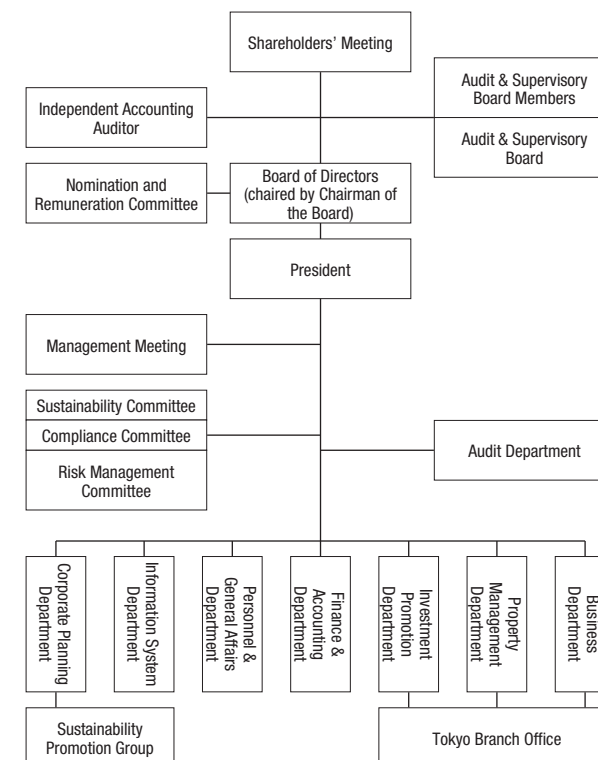 Shareholders’ Meeting
Independent Accounting
Auditor
Audit & Supervisory
Board Members
Audit & Supervisory
Board
Nomination and
Remuneration Committee
Board of Directors
(chaired by Chairman of
the Board)
President
Management Meeting
Sustainability Committee
Compliance Committee
Risk Management
Committee
Audit Department
Corporate Planning
Department
Information System
Department
Personnel &
General Affairs
Department
Finance &
Accounting
Department
Investment
Promotion
Department
Property
Management
Department
Business
Department
Sustainability
Promotion Group
Tokyo Branch Office